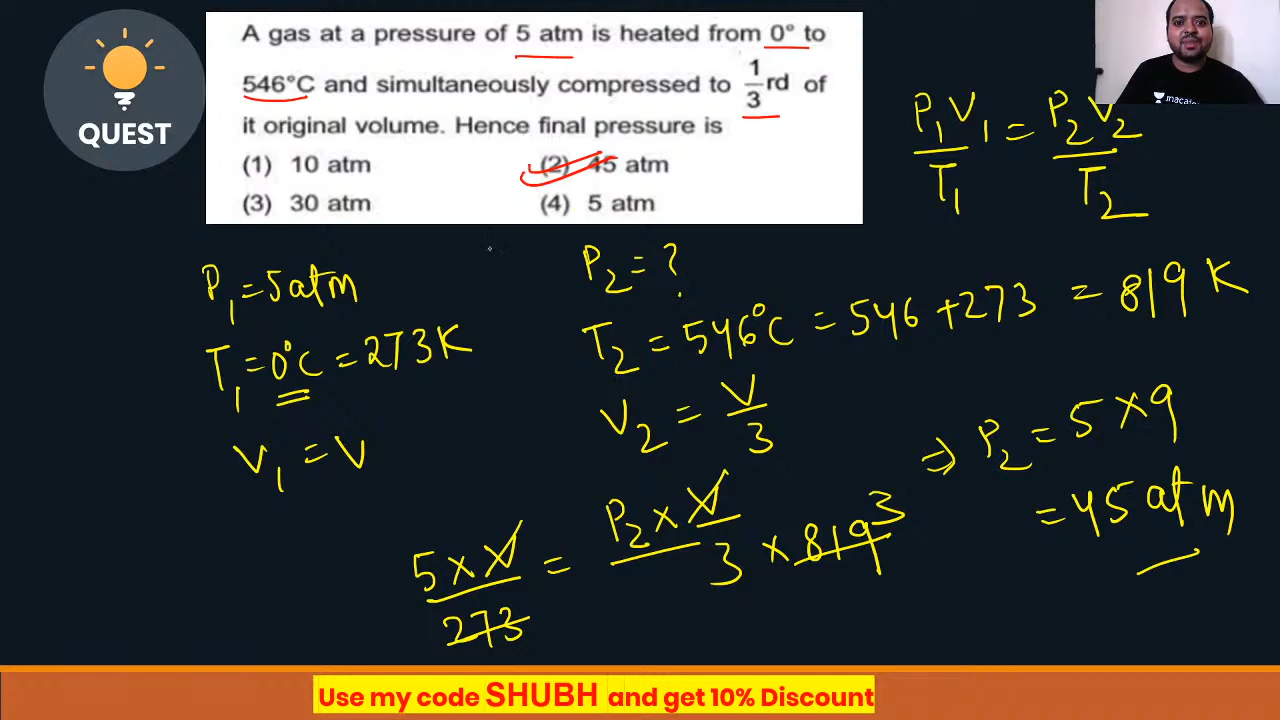 QUEST
A gas at a pressure of 5 atm is heated from 0° to
546°C and simultaneously compressed to 1/3 rd of
it original volume. Hence final pressure is
(1) 10 atm (2) 45 atm
(3) 30 atm (4) 5 atm
P₁V₁/T₁ = P₂V₂/T₂
P₁ = 5 atm
T₁ = 0°C = 273K
V₁ = V
P₂ = ?
T₂ = 546°C = 546 + 273 = 819 K
V₂ = V/3
5 × V / 273 = P₂ × V / 3 × 819 3
⇒ P₂ = 5 × 9
= 45 atm
Use my code SHUBH and get 10% Discount